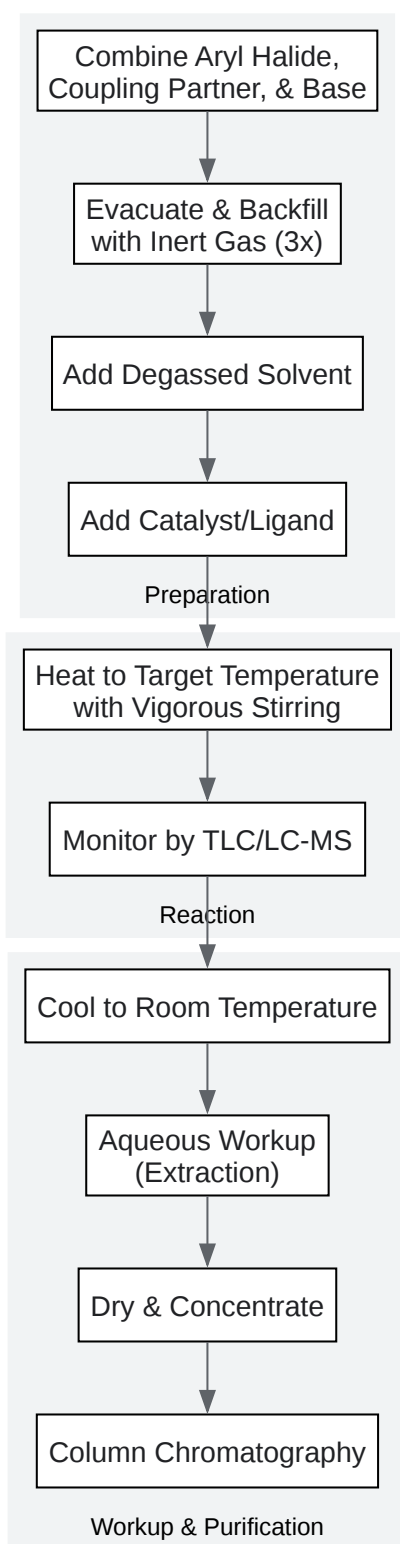 Combine Aryl Halide,
Coupling Partner, & Base
Evacuate & Backfill
with Inert Gas (3x)
Add Degassed Solvent
Add Catalyst/Ligand
Preparation
Heat to Target Temperature
with Vigorous Stirring
Monitor by TLC/LC-MS
Reaction
Cool to Room Temperature
Aqueous Workup
(Extraction)
Dry & Concentrate
Column Chromatography
Workup & Purification